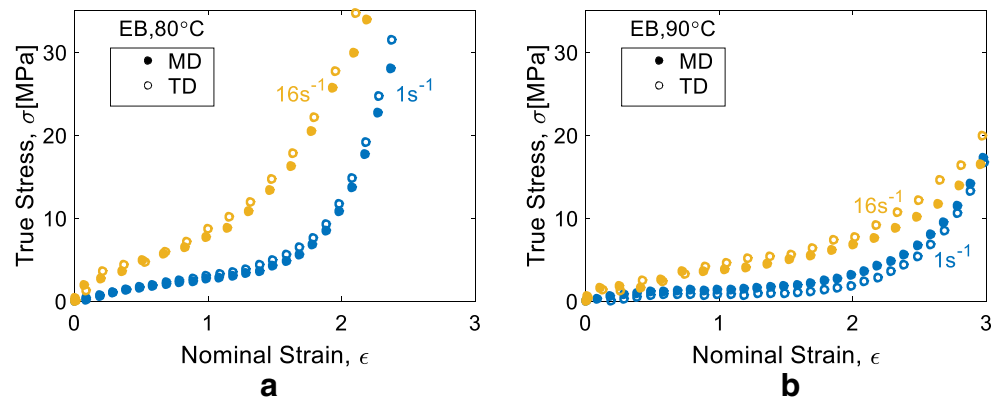 EB,80°C
MD
TD
16s⁻¹
1s⁻¹
30
20
10
0
True Stress, σ[MPa]
0 1 2 3
Nominal Strain, ϵ
a
EB,90°C
MD
TD
16s⁻¹
1s⁻¹
30
20
10
0
True Stress, σ[MPa]
0 1 2 3
Nominal Strain, ϵ
b